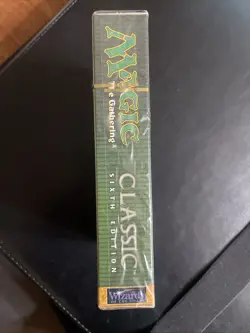 Magic
The Gathering®
CLASSIC
SIXTH EDITION
Wizards